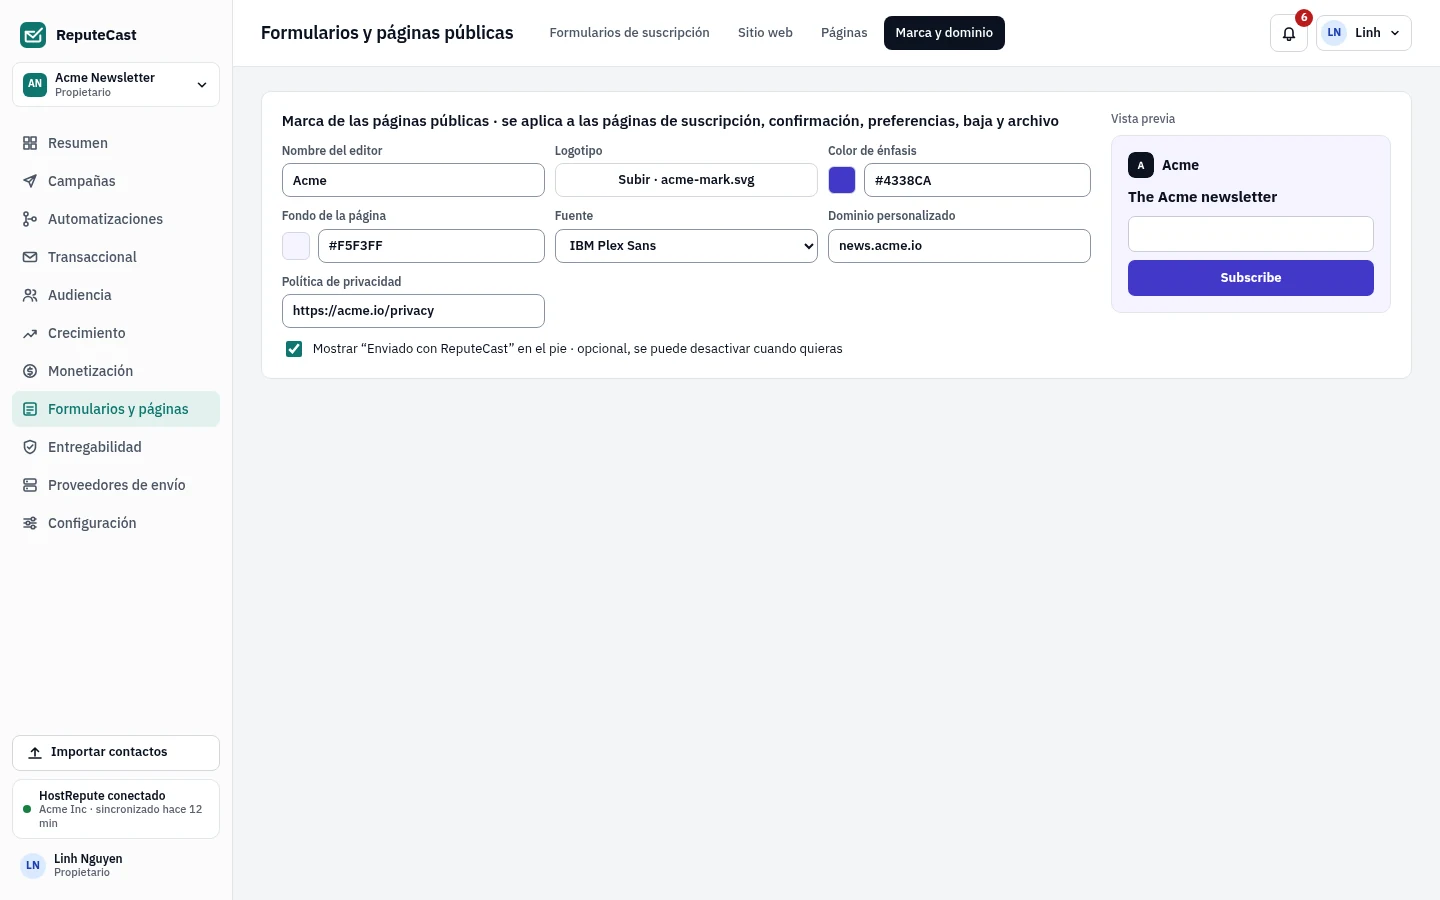 ReputeCast
AN
Acme Newsletter
Propietario
Resumen
Campañas
Automatizaciones
Transaccional
Audiencia
Crecimiento
Monetización
Formularios y páginas
Entregabilidad
Proveedores de envío
Configuración
Importar contactos
HostRepute conectado
Acme Inc · sincronizado hace 12
min
LN
Linh Nguyen
Propietario
Formularios y páginas públicas
Formularios de suscripción
Sitio web
Páginas
Marca y dominio
6
LN
Linh
Marca de las páginas públicas · se aplica a las páginas de suscripción, confirmación, preferencias, baja y archivo
Nombre del editor
Acme
Logotipo
Subir · acme-mark.svg
Color de énfasis
#4338CA
Fondo de la página
#F5F3FF
Fuente
IBM Plex Sans
Dominio personalizado
news.acme.io
Política de privacidad
https://acme.io/privacy
Mostrar “Enviado con ReputeCast” en el pie · opcional, se puede desactivar cuando quieras
Vista previa
A
Acme
The Acme newsletter
Subscribe